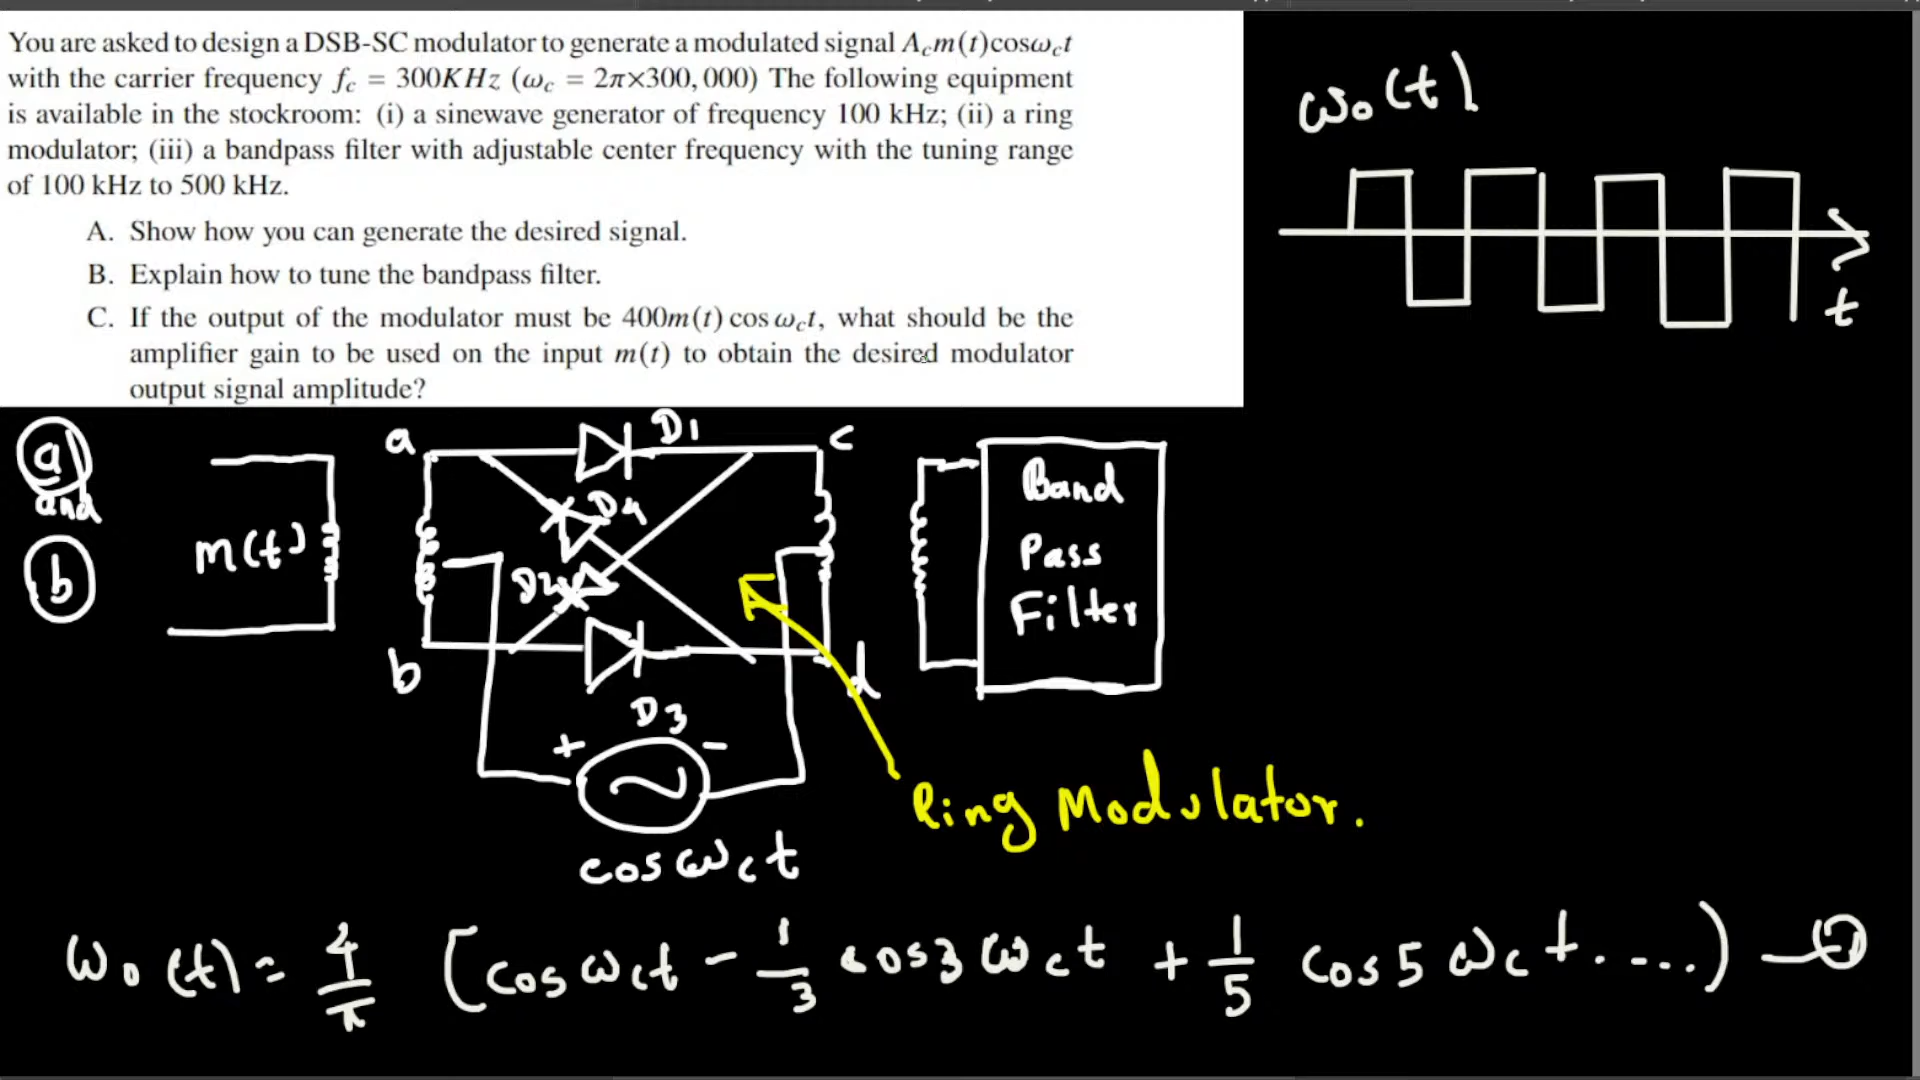 You are asked to design a DSB-SC modulator to generate a modulated signal A_c m(t)cosω_c t
with the carrier frequency f_c = 300KHz (ω_c = 2π×300,000) The following equipment
is available in the stockroom: (i) a sinewave generator of frequency 100 kHz; (ii) a ring
modulator; (iii) a bandpass filter with adjustable center frequency with the tuning range
of 100 kHz to 500 kHz.
A. Show how you can generate the desired signal.
B. Explain how to tune the bandpass filter.
C. If the output of the modulator must be 400m(t) cos ω_c t, what should be the
amplifier gain to be used on the input m(t) to obtain the desired modulator
output signal amplitude?
ω₀(t)
t
a
and
b
m(t)
a
D1
c
D4
D2
b
d
D3
+
-
cos ω_c t
Band
Pass
Filter
Ring Modulator.
ω₀(t) = 4/π (cos ω_c t - 1/3 cos 3 ω_c t + 1/5 cos 5 ω_c t. ....)